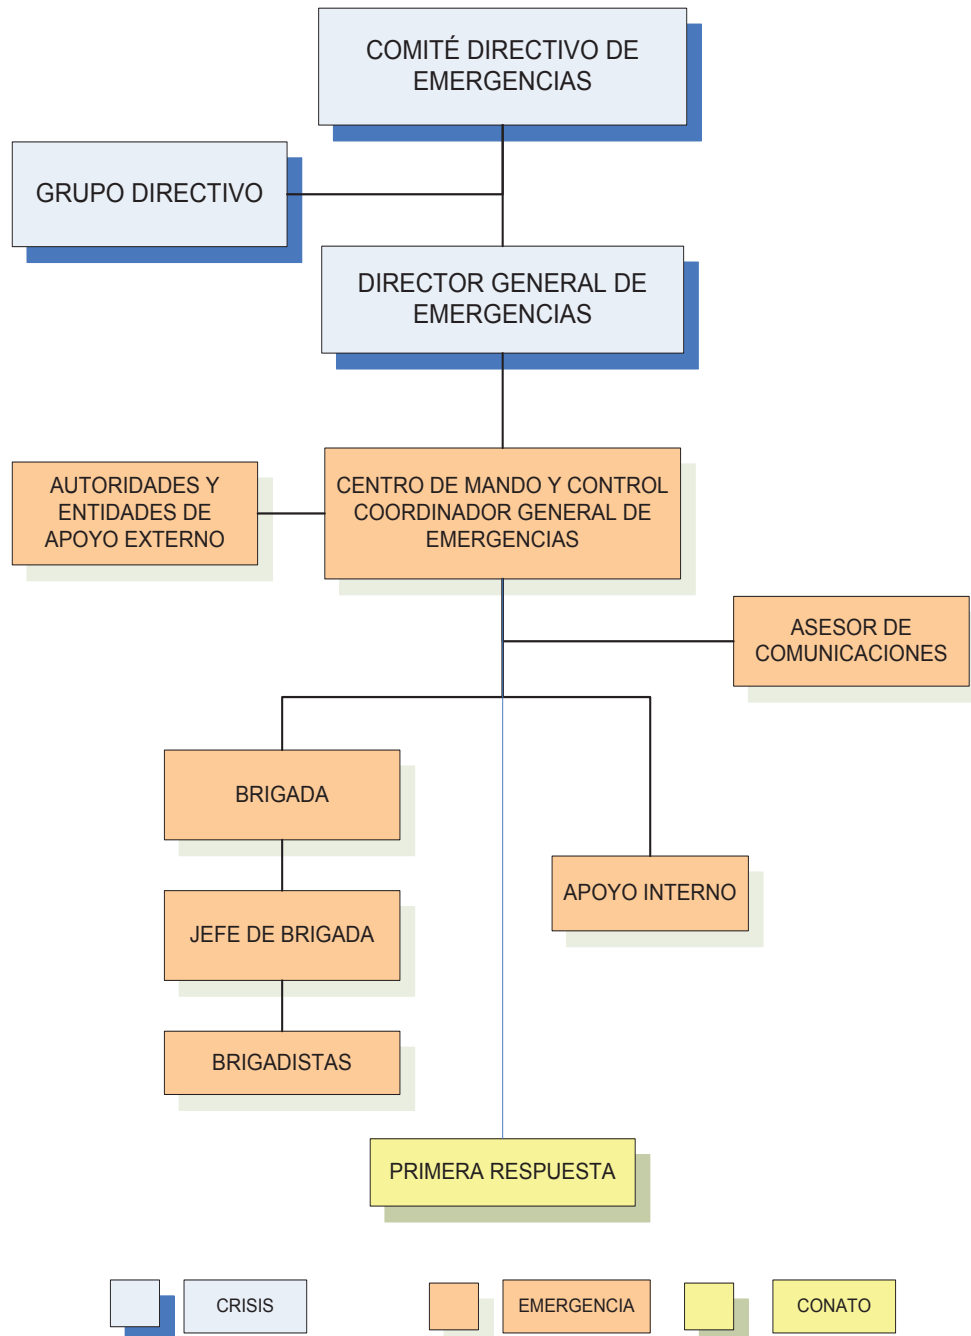 COMITÉ DIRECTIVO DE
EMERGENCIAS
GRUPO DIRECTIVO
DIRECTOR GENERAL DE
EMERGENCIAS
AUTORIDADES Y
ENTIDADES DE
APOYO EXTERNO
CENTRO DE MANDO Y CONTROL
COORDINADOR GENERAL DE
EMERGENCIAS
ASESOR DE
COMUNICACIONES
BRIGADA
APOYO INTERNO
JEFE DE BRIGADA
BRIGADISTAS
PRIMERA RESPUESTA
CRISIS
EMERGENCIA
CONATO